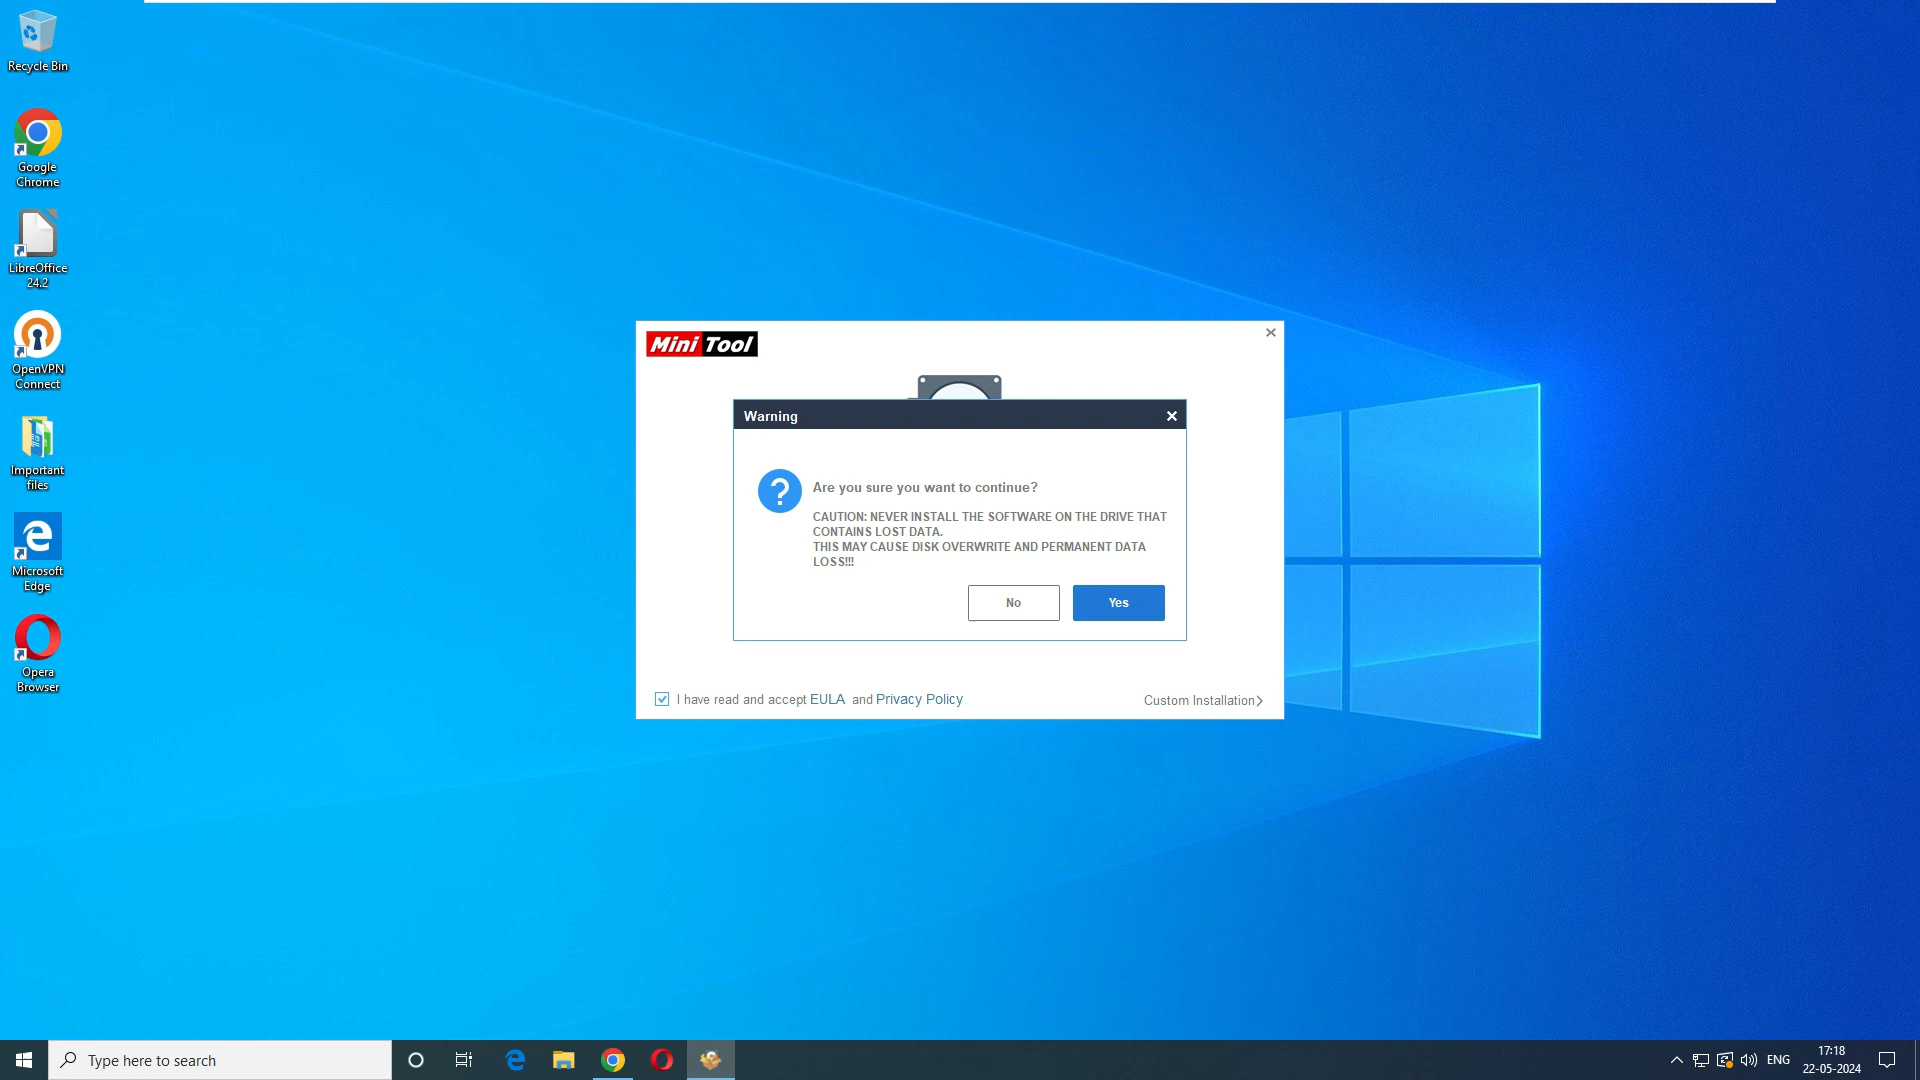 Recycle Bin
Google
Chrome
LibreOffice
24.2
OpenVPN
Connect
Important
files
Microsoft
Edge
Opera
Browser
MiniTool
Warning
Are you sure you want to continue?
CAUTION: NEVER INSTALL THE SOFTWARE ON THE DRIVE THAT
CONTAINS LOST DATA.
THIS MAY CAUSE DISK OVERWRITE AND PERMANENT DATA
LOSS!!!
No
Yes
I have read and accept EULA and Privacy Policy
Custom Installation
Type here to search
ENG
17:18
22-05-2024